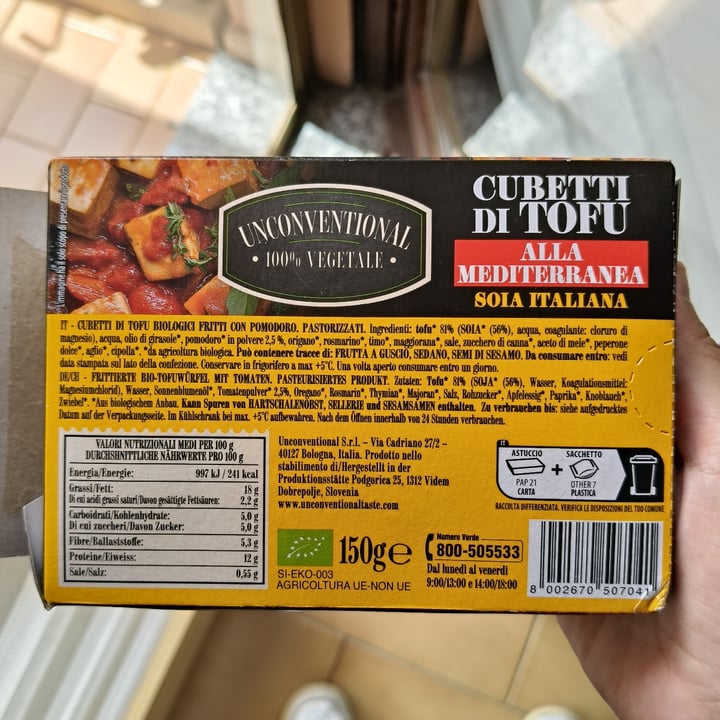 L'immagine ha il solo scopo di presentare il prodotto
UNCONVENTIONAL
• 100% VEGETALE •
CUBETTI
DI TOFU
ALLA
MEDITERRANEA
SOIA ITALIANA
IT - CUBETTI DI TOFU BIOLOGICI FRITTI CON POMODORO. PASTORIZZATI. Ingredienti: tofu* 81% (SOIA* (56%), acqua, coagulante: cloruro di
magnesio), acqua, olio di girasole*, pomodoro* in polvere 2,5 %, origano*, rosmarino*, timo*, maggiorana*, sale, zucchero di canna*, aceto di mele*, peperone
dolce*, aglio*, cipolla*. *da agricoltura biologica. Può contenere tracce di: FRUTTA A GUSCIO, SEDANO, SEMI DI SESAMO. Da consumare entro: vedi
data stampata sul lato della confezione. Conservare in frigorifero a max +5°C. Una volta aperto consumare entro un giorno.
DE/CH - FRITTIERTE BIO-TOFUWÜRFEL MIT TOMATEN. PASTEURISIERTES PRODUKT. Zutaten: Tofu* 81% (SOJA* (56%), Wasser, Koagulationsmittel:
Magnesiumchlorid), Wasser, Sonnenblumenöl*, Tomatenpulver* 2,5%, Oregano*, Rosmarin*, Thymian*, Majoran*, Salz, Rohzucker*, Apfelessig*, Paprika*, Knoblauch*,
Zwiebel*. *Aus biologischem Anbau. Kann Spuren von HARTSCHALENOBST, SELLERIE und SESAMSAMEN enthalten. Zu verbrauchen bis: siehe aufgedrucktes
Datum auf der Verpackungsseite. Im Kühlschrank bei max. +5°C aufbewahren. Nach dem Öffnen innerhalb von 24 Stunden verbrauchen.
VALORI NUTRIZIONALI MEDI PER 100 g
DURCHSCHNITTLICHE NÄHRWERTE PRO 100 g
Energia/Energie: 997 kJ / 241 kcal
Grassi/Fett: 18 g
Di cui acidi grassi saturi/Davon gesättigte Fettsäuren: 2,2 g
Carboidrati/Kohlenhydrate: 5,0 g
Di cui zuccheri/Davon Zucker: 5,0 g
Fibre/Ballaststoffe: 5,3 g
Proteine/Eiweiss: 12 g
Sale/Salz: 0,55 g
Unconventional S.r.l. - Via Cadriano 27/2 -
40127 Bologna, Italia. Prodotto nello
stabilimento di/Hergestellt in der
Produktionsstätte Podgorica 25, 1312 Videm
Dobrepolje, Slovenia
www.unconventionaltaste.com
SI-EKO-003
AGRICOLTURA UE-NON UE
150g e
Numero Verde
800-505533
Dal lunedì al venerdì
9:00/13:00 e 14:00/18:00
IT
ASTUCCIO SACCHETTO
+
PAP 21 OTHER 7
CARTA PLASTICA
RACCOLTA DIFFERENZIATA. VERIFICA LE DISPOSIZIONI DEL TUO COMUNE
8 002670 507041